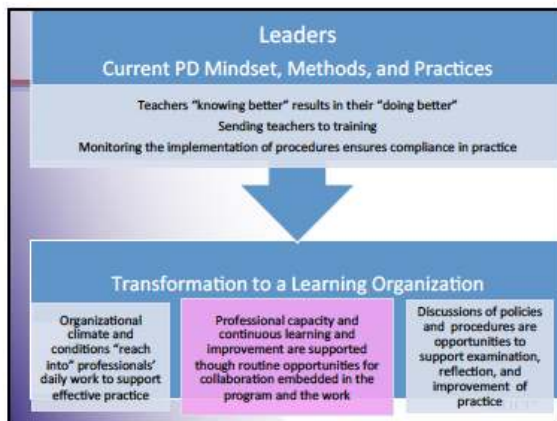 Leaders
Current PD Mindset, Methods, and Practices
Teachers “knowing better” results in their “doing better”
Sending teachers to training
Monitoring the implementation of procedures ensures compliance in practice
Transformation to a Learning Organization
Organizational
climate and
conditions “reach
into” professionals’
daily work to support
effective practice
Professional capacity and
continuous learning and
improvement are supported
though routine opportunities for
collaboration embedded in the
program and the work
Discussions of policies
and procedures are
opportunities to
support examination,
reflection, and
improvement of
practice